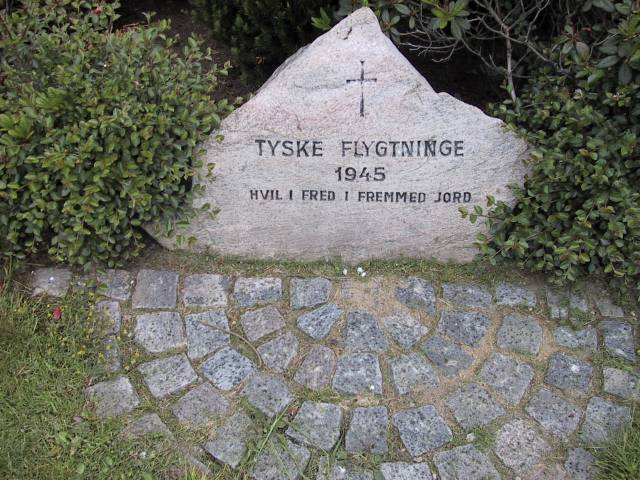 TYSKE FLYGTNINGE
1945
HVIL I FRED I FREMMED JORD